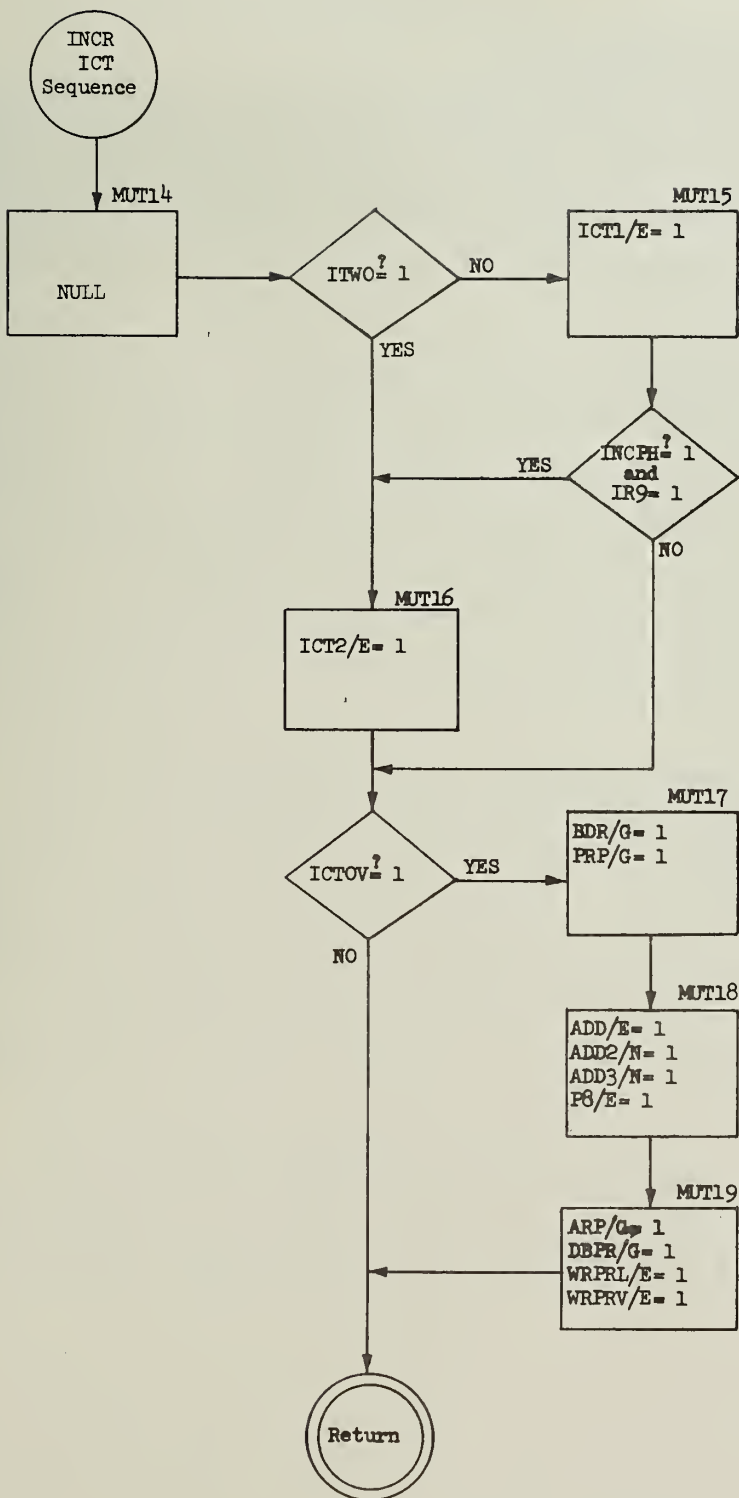 INCR
ICT
Sequence
MUT14
NULL
ITWO ?= 1
NO
YES
MUT15
ICT1/E= 1
INCPH ?= 1
and
IR9= 1
YES
NO
MUT16
ICT2/E= 1
ICTOV ?= 1
YES
NO
MUT17
BDR/G= 1
PRP/G= 1
MUT18
ADD/E= 1
ADD2/N= 1
ADD3/N= 1
P8/E= 1
MUT19
ARP/G= 1
DBPR/G= 1
WRPRL/E= 1
WRPRV/E= 1
Return